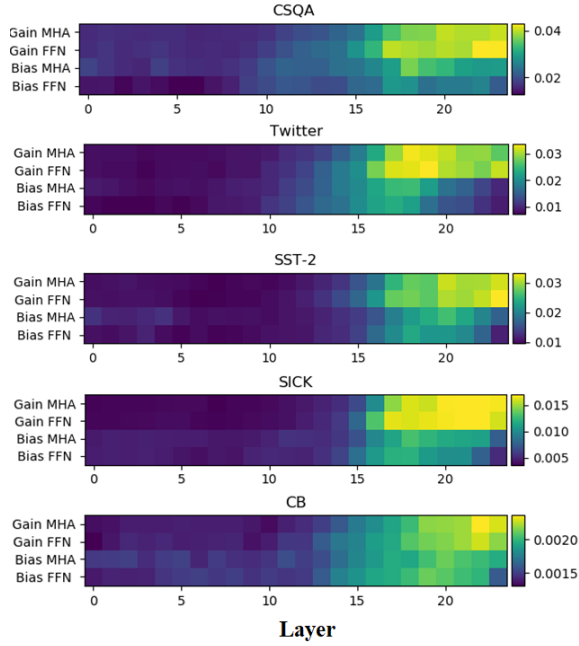 CSQA
Gain MHA
Gain FFN
Bias MHA
Bias FFN
0.04
0.02
0 5 10 15 20
Twitter
Gain MHA
Gain FFN
Bias MHA
Bias FFN
0.03
0.02
0.01
0 5 10 15 20
SST-2
Gain MHA
Gain FFN
Bias MHA
Bias FFN
0.03
0.02
0.01
0 5 10 15 20
SICK
Gain MHA
Gain FFN
Bias MHA
Bias FFN
0.015
0.010
0.005
0 5 10 15 20
CB
Gain MHA
Gain FFN
Bias MHA
Bias FFN
0.0020
0.0015
0 5 10 15 20
Layer